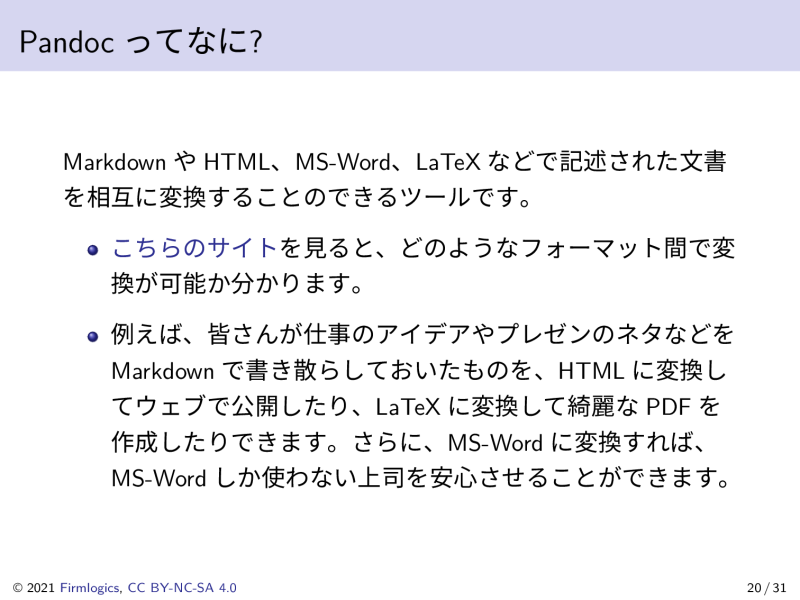 Pandoc ってなに?
Markdown や HTML、MS-Word、LaTeX などで記述された文書
を相互に変換することのできるツールです。
こちらのサイトを見ると、どのようなフォーマット間で変
換が可能か分かります。
例えば、皆さんが仕事のアイデアやプレゼンのネタなどを
Markdown で書き散らしておいたものを、HTML に変換し
てウェブで公開したり、LaTeX に変換して綺麗な PDF を
作成したりできます。さらに、MS-Word に変換すれば、
MS-Word しか使わない上司を安心させることができます。
© 2021 Firmlogics, CC BY-NC-SA 4.0
20 / 31